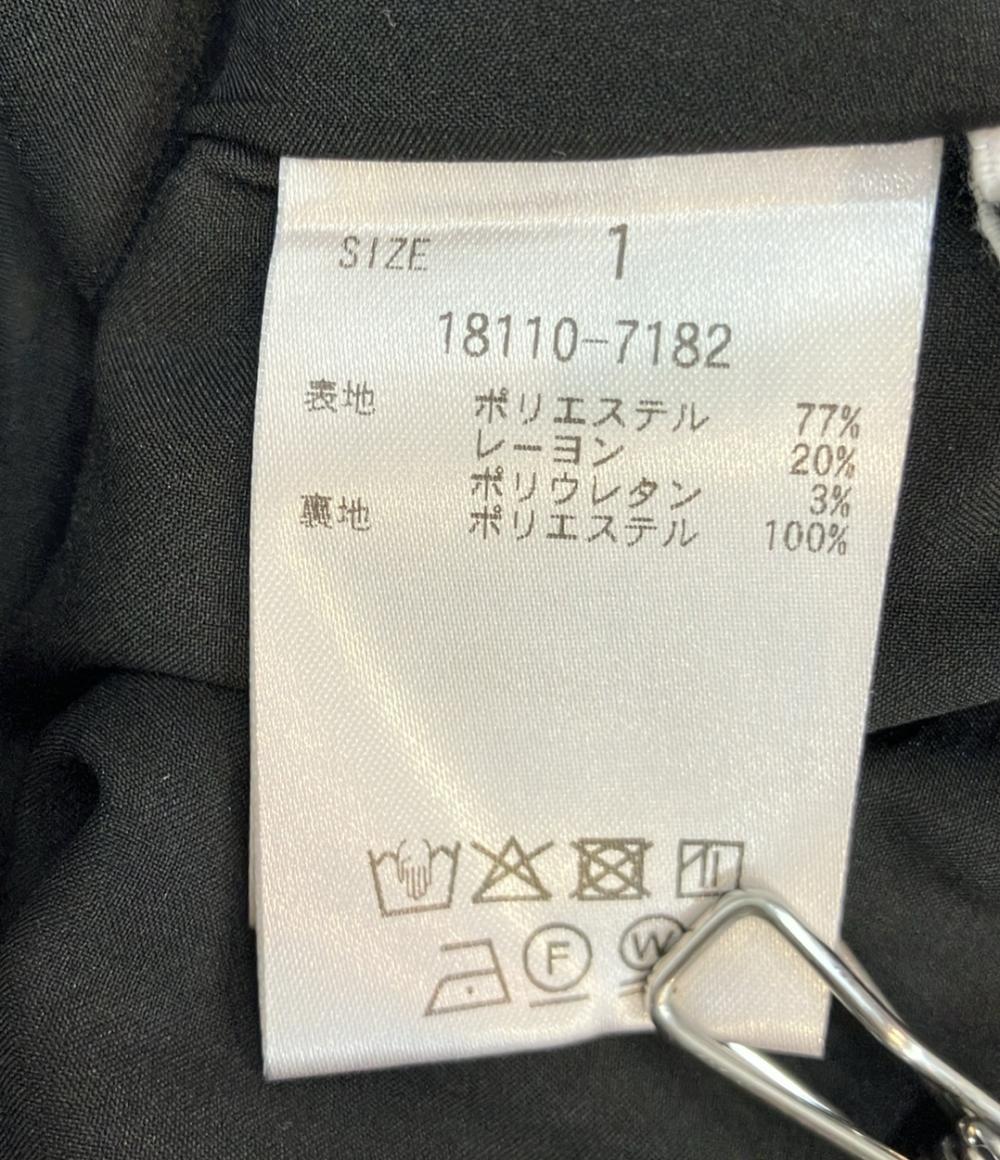 SIZE 1
18110-7182
表地 ポリエステル 77%
レーヨン 20%
ポリウレタン 3%
裏地 ポリエステル 100%
F W